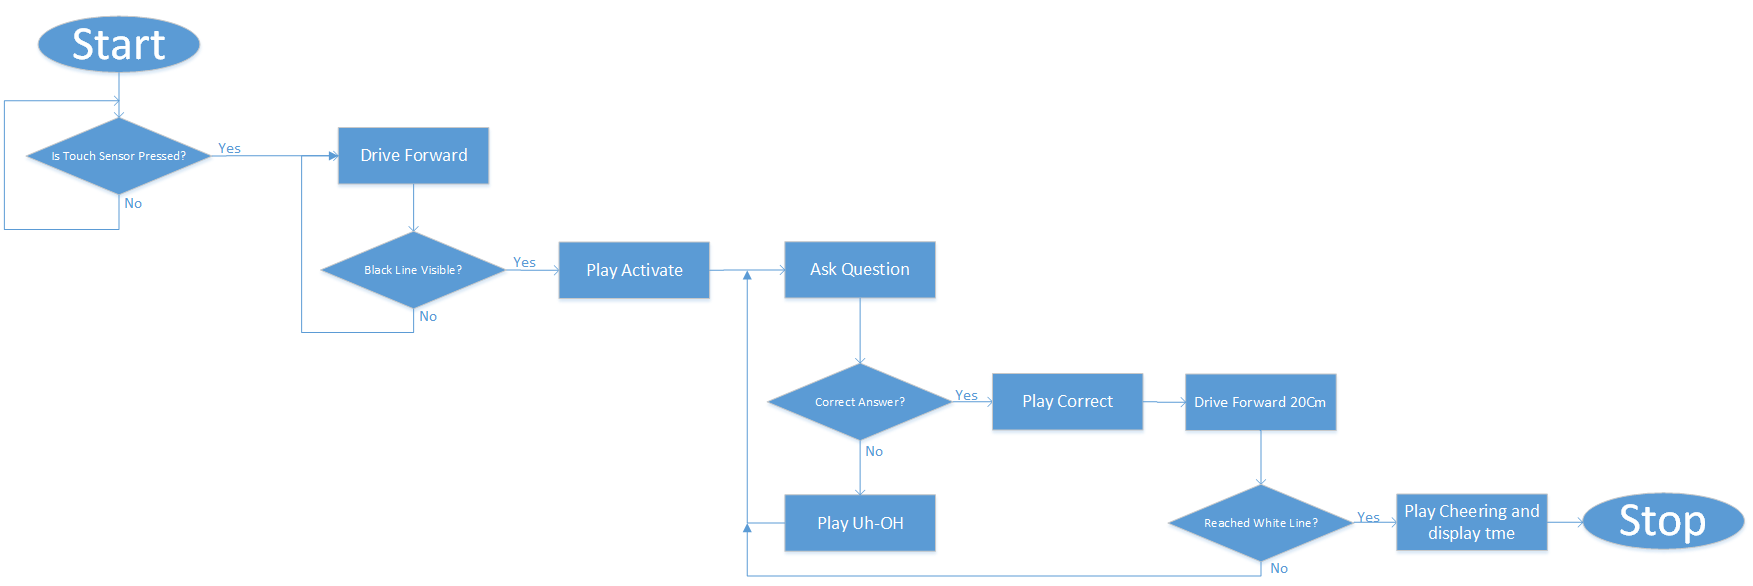 Start
Is Touch Sensor Pressed?
Yes
No
Drive Forward
Black Line Visible?
Yes
No
Play Activate
Ask Question
Correct Answer?
Yes
No
Play Correct
Drive Forward 20Cm
Play Uh-OH
Reached White Line?
Yes
No
Play Cheering and
display tme
Stop